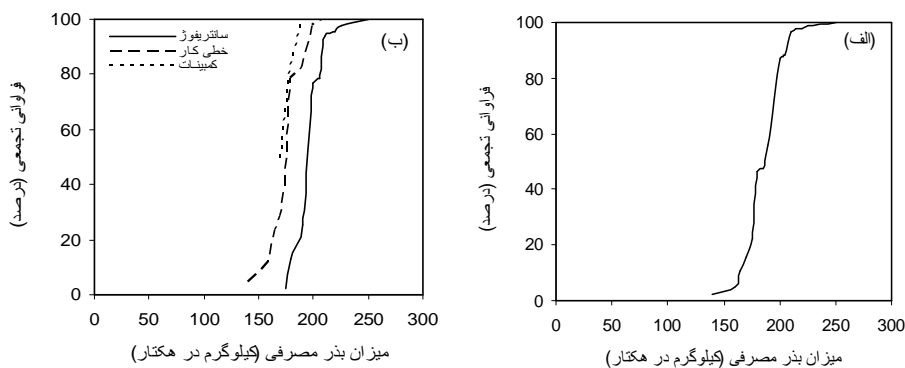 (الف)
فراوانی تجمعی (درصد)
100
80
60
40
20
0
0 50 100 150 200 250 300
میزان بذر مصرفی (کیلوگرم در هکتار)
(ب)
سانتریفوژ
خطی کار
کمبینات
فراوانی تجمعی (درصد)
100
80
60
40
20
0
0 50 100 150 200 250 300
میزان بذر مصرفی (کیلوگرم در هکتار)